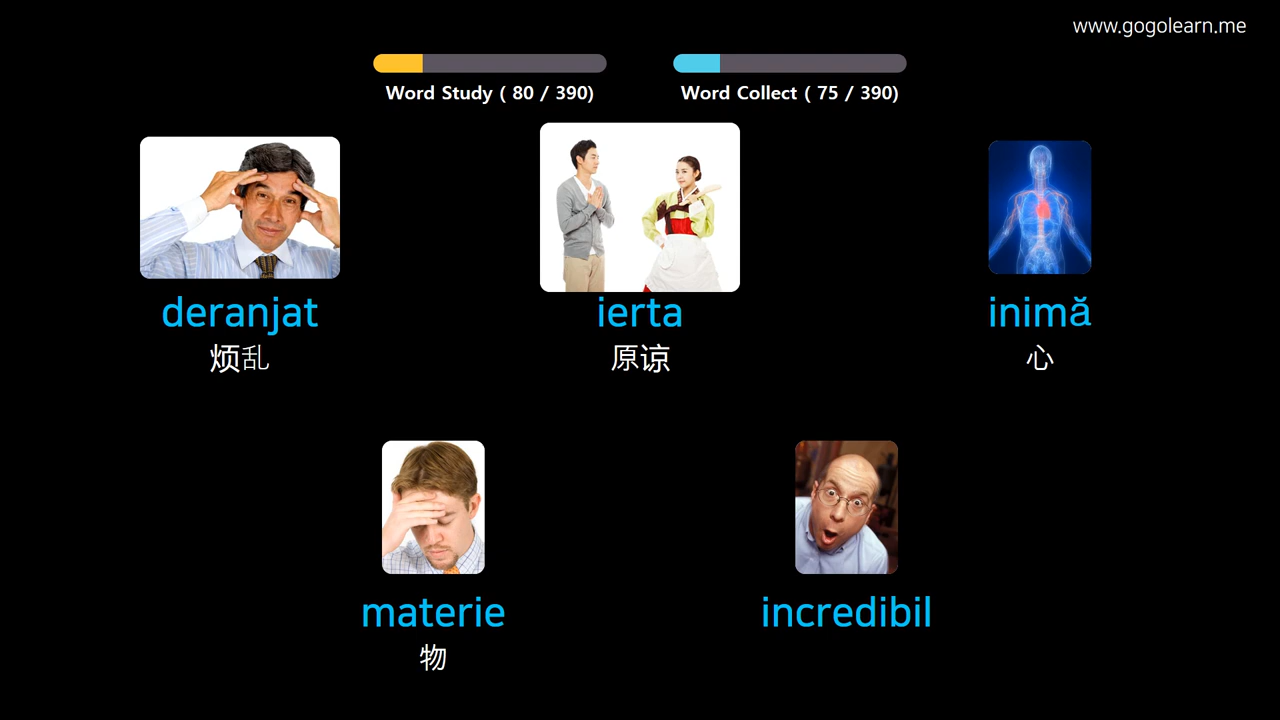 www.gogolearn.me
Word Study ( 80 / 390)
Word Collect ( 75 / 390)
deranjat
烦乱
ierta
原谅
inimă
心
materie
物
incredibil